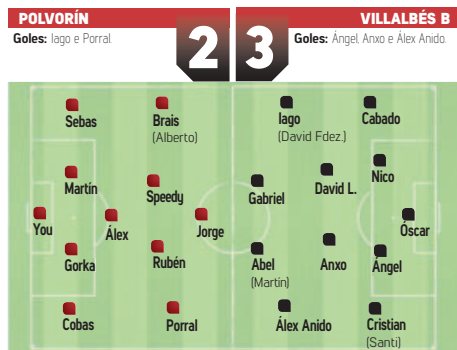 POLVORÍN
VILLALBÉS B
Goles: Iago e Porral.
2
3
Goles: Ángel, Anxo e Álex Anido.
Sebas
Brais
(Alberto)
Iago
(David Fdez.)
Cabado
Martín
Speedy
Gabriel
David L.
Nico
You
Álex
Jorge
Óscar
Gorka
Rubén
Abel
(Martin)
Anxo
Ángel
Cobas
Porral
Álex Anido
Cristian
(Santi)